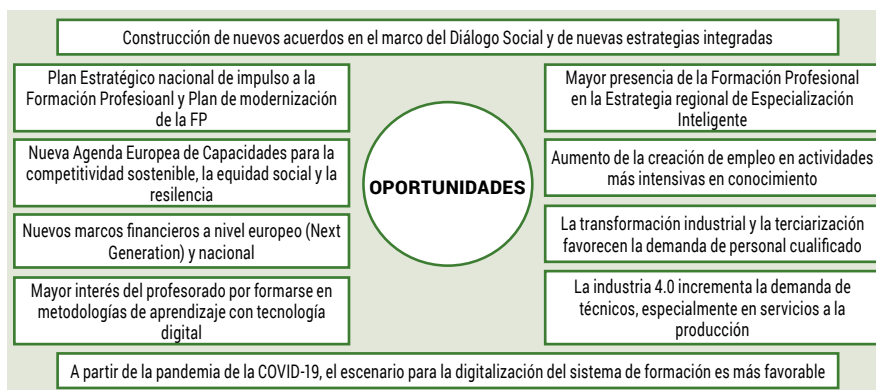 Construcción de nuevos acuerdos en el marco del Diálogo Social y de nuevas estrategias integradas
Plan Estratégico nacional de impulso a la
Formación Profesioanl y Plan de modernización
de la FP
Nueva Agenda Europea de Capacidades para la
competitividad sostenible, la equidad social y la
resilencia
Nuevos marcos financieros a nivel europeo (Next
Generation) y nacional
Mayor interés del profesorado por formarse en
metodologías de aprendizaje con tecnología
digital
OPORTUNIDADES
Mayor presencia de la Formación Profesional
en la Estrategia regional de Especialización
Inteligente
Aumento de la creación de empleo en actividades
más intensivas en conocimiento
La transformación industrial y la terciarización
favorecen la demanda de personal cualificado
La industria 4.0 incrementa la demanda de
técnicos, especialmente en servicios a la
producción
A partir de la pandemia de la COVID-19, el escenario para la digitalización del sistema de formación es más favorable